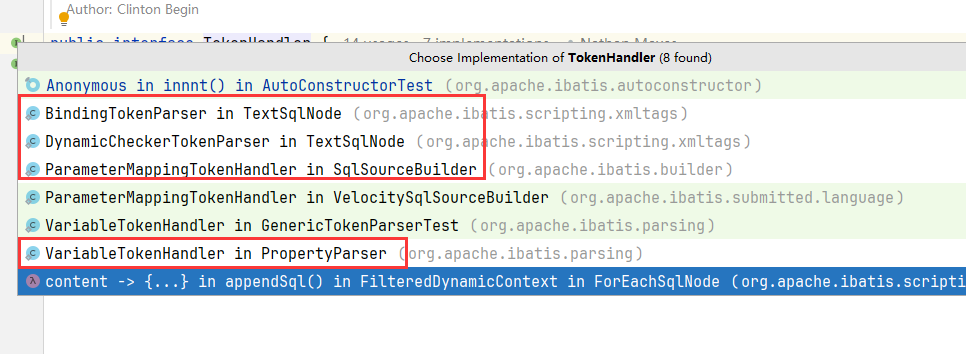 Author: Clinton Begin
public interface TokenHandler { 14 usages 7 implementations Nathan Maves
Choose Implementation of TokenHandler (8 found)
Anonymous in innnt() in AutoConstructorTest (org.apache.ibatis.autoconstructor)
BindingTokenParser in TextSqlNode (org.apache.ibatis.scripting.xmltags)
DynamicCheckerTokenParser in TextSqlNode (org.apache.ibatis.scripting.xmltags)
ParameterMappingTokenHandler in SqlSourceBuilder (org.apache.ibatis.builder)
ParameterMappingTokenHandler in VelocitySqlSourceBuilder (org.apache.ibatis.submitted.language)
VariableTokenHandler in GenericTokenParserTest (org.apache.ibatis.parsing)
VariableTokenHandler in PropertyParser (org.apache.ibatis.parsing)
content -> {...} in appendSql() in FilteredDynamicContext in ForEachSqlNode (org.apache.ibatis.scripti